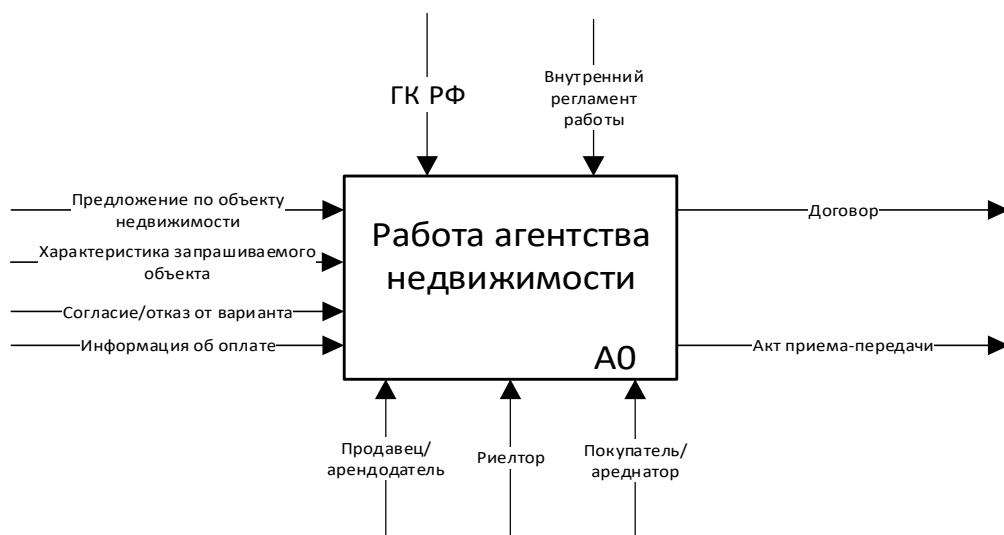 ГК РФ
Внутренний
регламент
работы
Предложение по объекту
недвижимости
Характеристика запрашиваемого
объекта
Согласие/отказ от варианта
Информация об оплате
Работа агентства
недвижимости
А0
Договор
Акт приема-передачи
Продавец/
арендодатель
Риелтор
Покупатель/
ареднатор